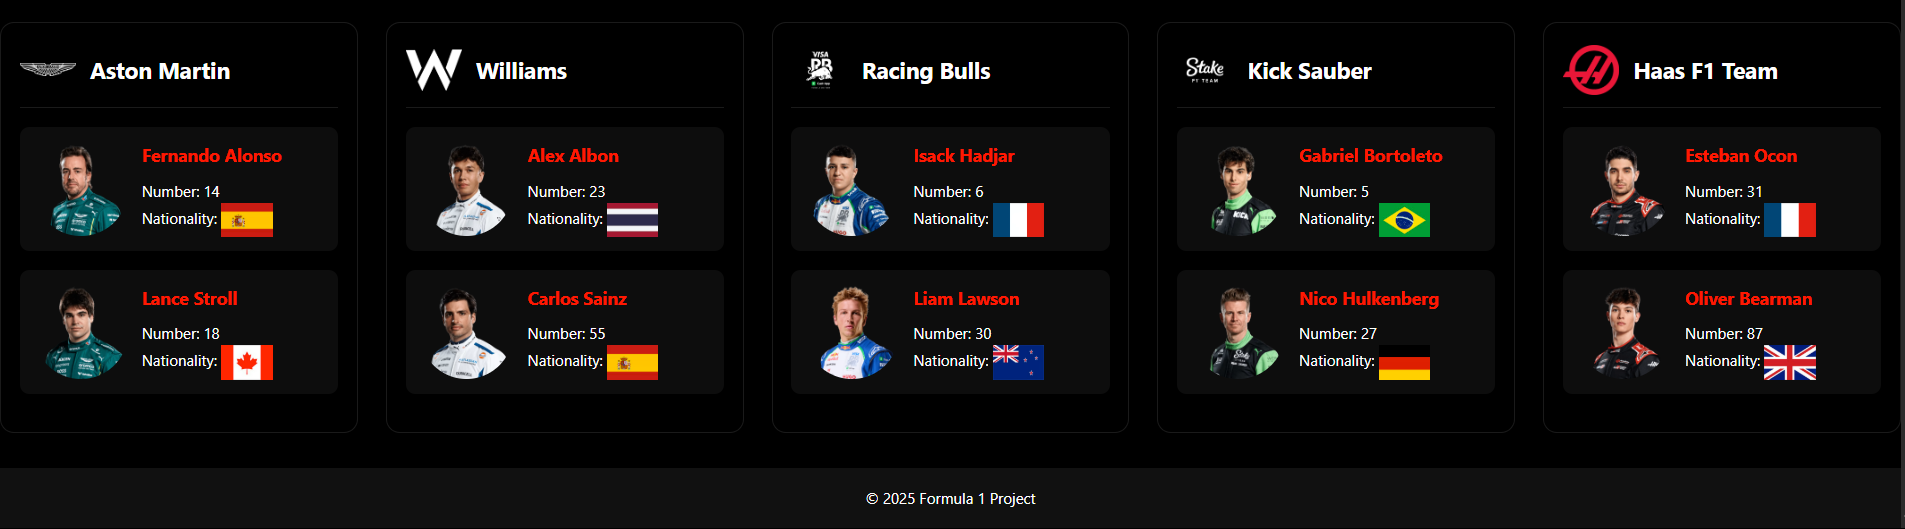 Aston Martin
Fernando Alonso
Number: 14
Nationality:
Lance Stroll
Number: 18
Nationality:
Williams
Alex Albon
Number: 23
Nationality:
Carlos Sainz
Number: 55
Nationality:
VISA
RB
Racing Bulls
Isack Hadjar
Number: 6
Nationality:
Liam Lawson
Number: 30
Nationality:
Stake
F1 TEAM
Kick Sauber
Gabriel Bortoleto
Number: 5
Nationality:
Nico Hulkenberg
Number: 27
Nationality:
Haas F1 Team
Esteban Ocon
Number: 31
Nationality:
Oliver Bearman
Number: 87
Nationality:
© 2025 Formula 1 Project